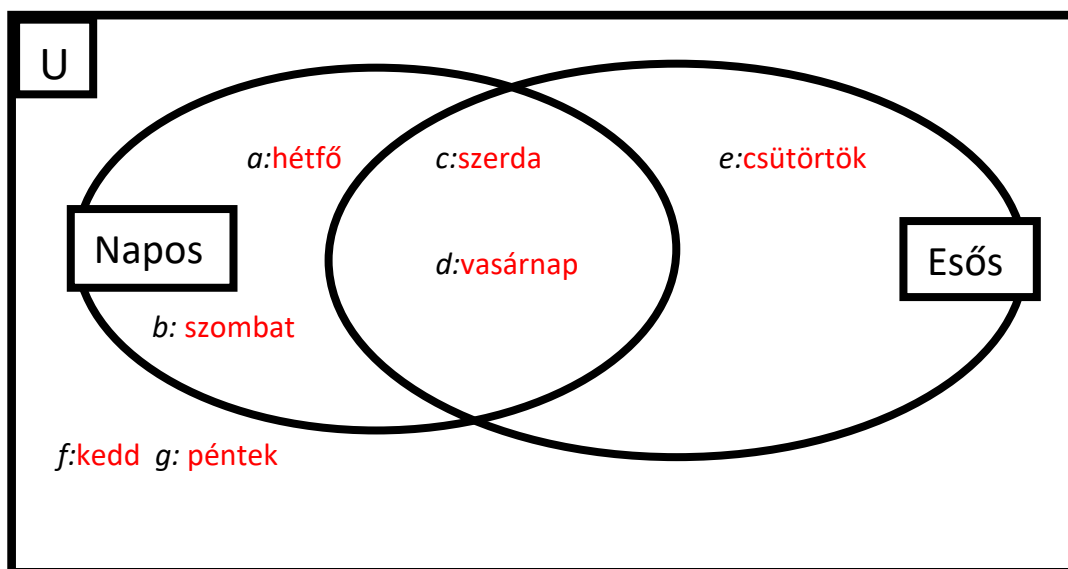 U
a:hétfő
c:szerda
e:csütörtök
Napos
d:vasárnap
Esős
b: szombat
f:kedd g: péntek